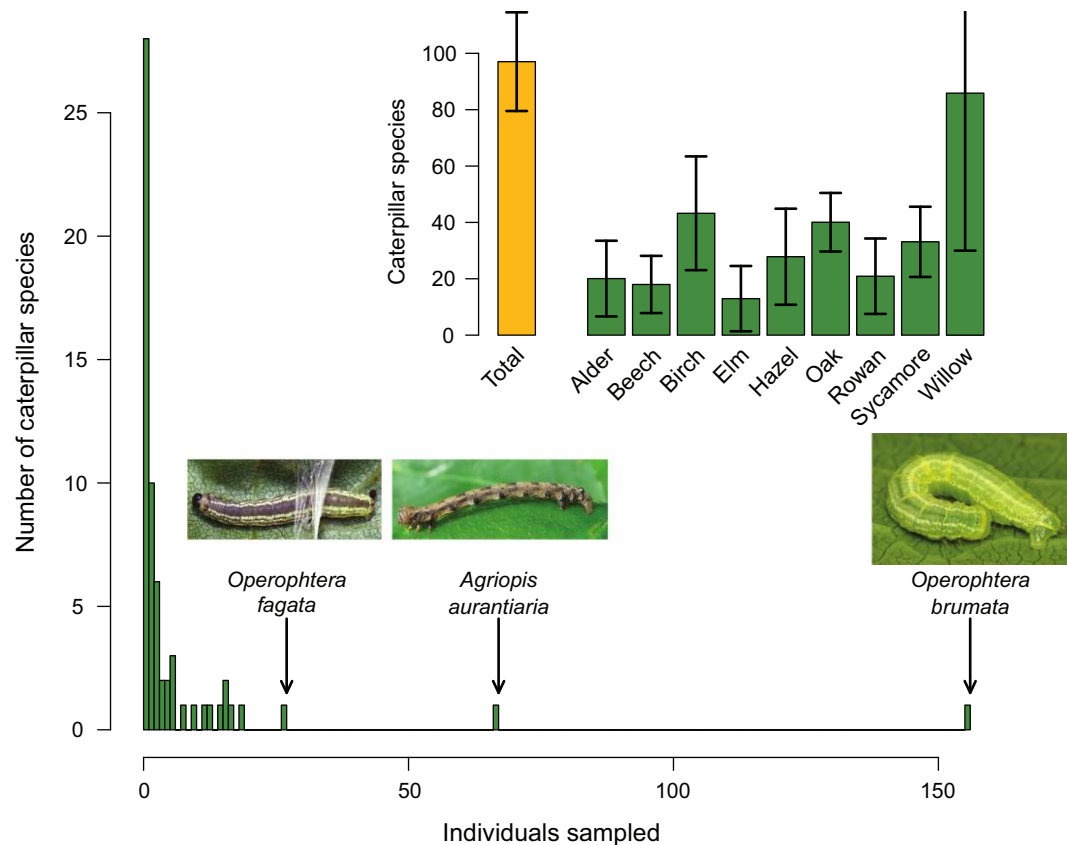 Number of caterpillar species
25
20
15
10
5
0
Caterpillar species
100
80
60
40
20
0
Total
Alder
Beech
Birch
Elm
Hazel
Oak
Rowan
Sycamore
Willow
Operophtera
fagata
Agriopis
aurantiaria
Operophtera
brumata
0
50
100
150
Individuals sampled